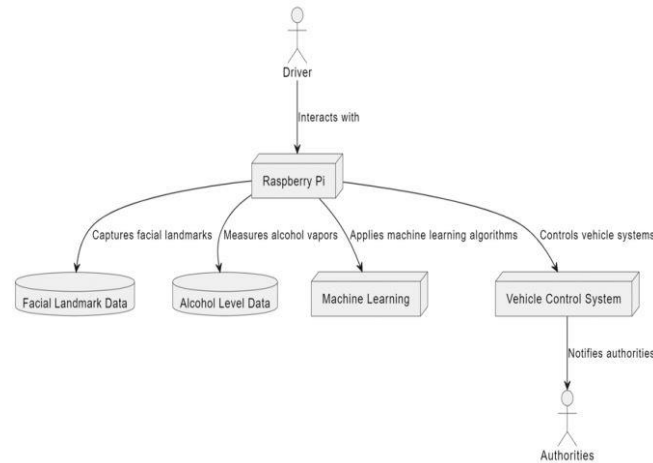 Driver
Interacts with
Raspberry Pi
Captures facial landmarks
Measures alcohol vapors
Applies machine learning algorithms
Controls vehicle systems
Facial Landmark Data
Alcohol Level Data
Machine Learning
Vehicle Control System
Notifies authorities
Authorities